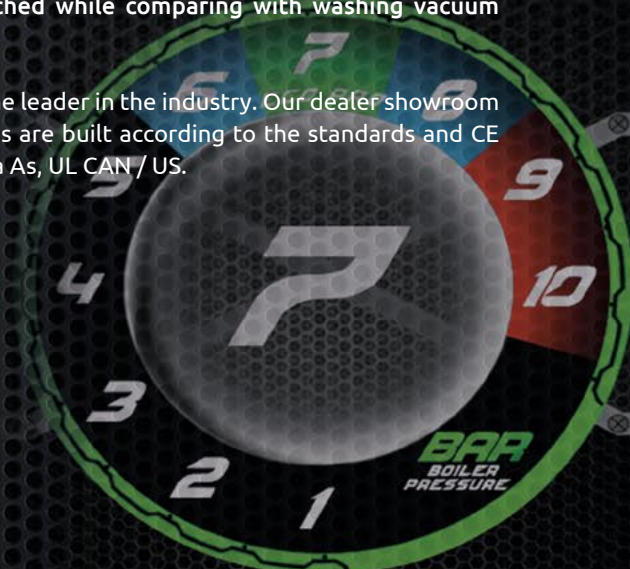 ched while comparing with washing vacuum
7
6
8
e leader in the industry. Our dealer showroom
s are built according to the standards and CE
As, UL CAN / US.
5
9
4
7
10
3
BAR
BOILER
PRESSURE
2
1